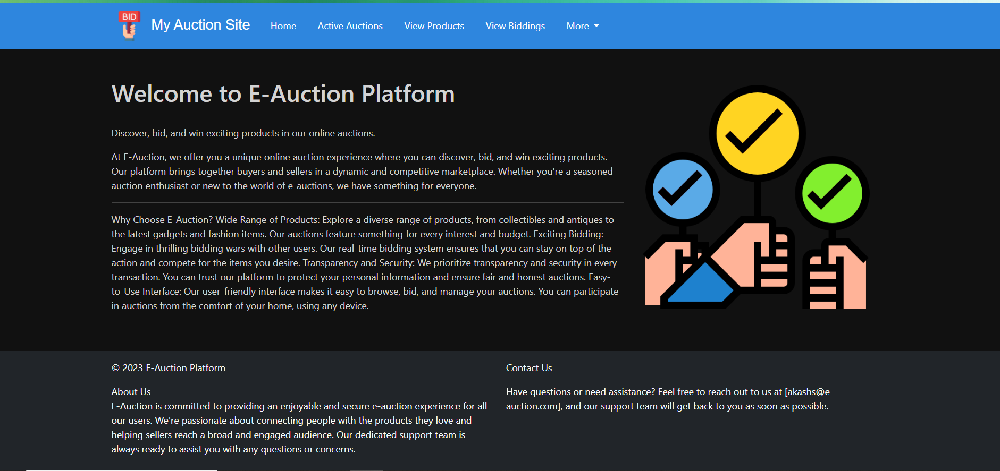 BID
My Auction Site
Home
Active Auctions
View Products
View Biddings
More
Welcome to E-Auction Platform
Discover, bid, and win exciting products in our online auctions.
At E-Auction, we offer you a unique online auction experience where you can discover, bid, and win exciting products.
Our platform brings together buyers and sellers in a dynamic and competitive marketplace. Whether you're a seasoned
auction enthusiast or new to the world of e-auctions, we have something for everyone.
Why Choose E-Auction? Wide Range of Products: Explore a diverse range of products, from collectibles and antiques to
the latest gadgets and fashion items. Our auctions feature something for every interest and budget. Exciting Bidding:
Engage in thrilling bidding wars with other users. Our real-time bidding system ensures that you can stay on top of the
action and compete for the items you desire. Transparency and Security: We prioritize transparency and security in every
transaction. You can trust our platform to protect your personal information and ensure fair and honest auctions. Easy-
to-Use Interface: Our user-friendly interface makes it easy to browse, bid, and manage your auctions. You can participate
in auctions from the comfort of your home, using any device.
© 2023 E-Auction Platform
About Us
E-Auction is committed to providing an enjoyable and secure e-auction experience for all
our users. We're passionate about connecting people with the products they love and
helping sellers reach a broad and engaged audience. Our dedicated support team is
always ready to assist you with any questions or concerns.
Contact Us
Have questions or need assistance? Feel free to reach out to us at [akashs@e-
auction.com], and our support team will get back to you as soon as possible.